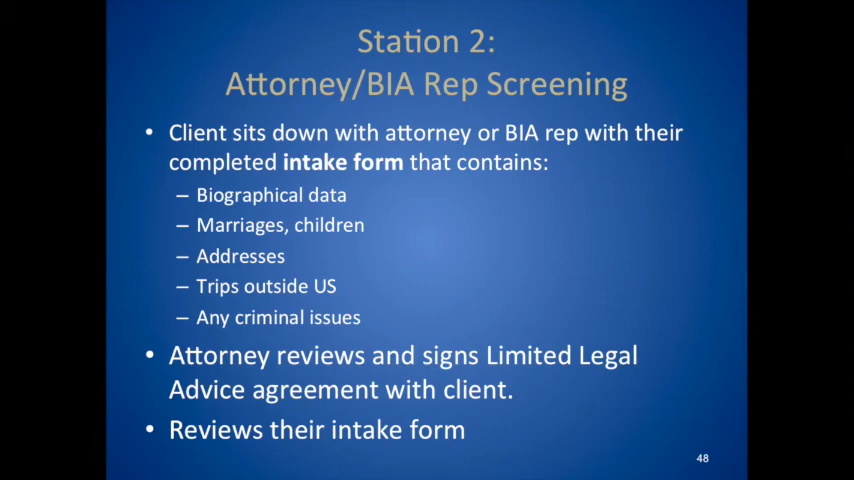 Station 2:
Attorney/BIA Rep Screening
• Client sits down with attorney or BIA rep with their
completed intake form that contains:
– Biographical data
– Marriages, children
– Addresses
– Trips outside US
– Any criminal issues
• Attorney reviews and signs Limited Legal
Advice agreement with client.
• Reviews their intake form
48